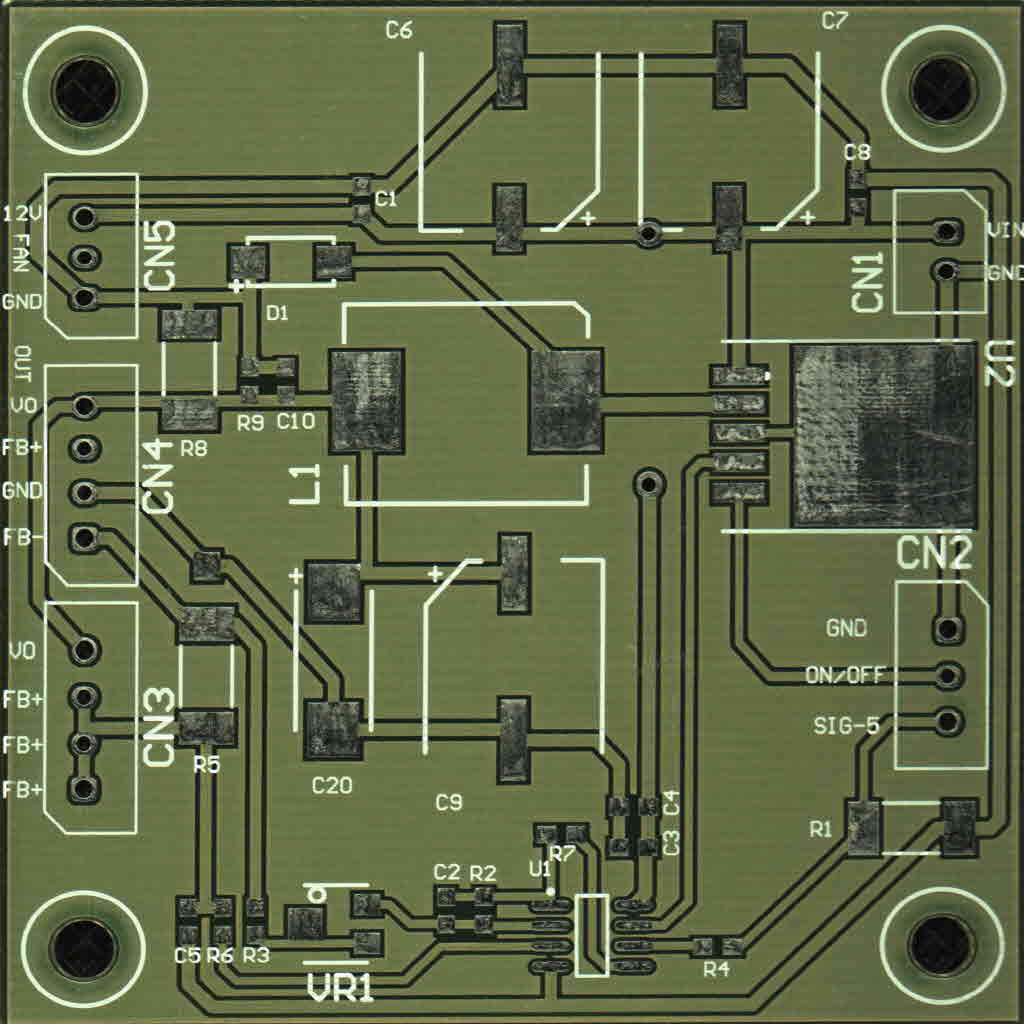 C6
C7
C8
C1
12V
FAN
CN5
VIN
CN1
GND
GND
D1
OUT
U2
VO
R9
C10
FB+
R8
CN4
L1
GND
FB-
CN2
GND
VO
ON/OFF
FB+
CN3
SIG-5
FB+
R5
C20
FB+
C9
C4
R1
C3
R7
U1
C2
R2
C5
R6
R3
R4
VR1